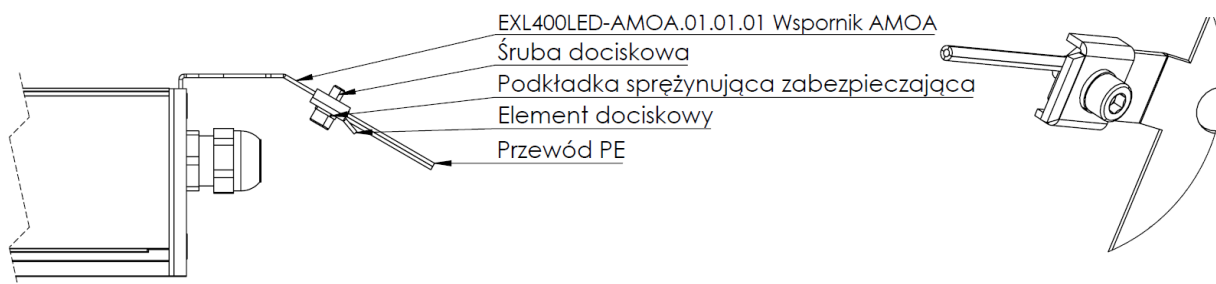 EXL400LED-AMOA.01.01.01 Wspornik AMOA
Śruba dociskowa
Podkładka sprężynująca zabezpieczająca
Element dociskowy
Przewód PE